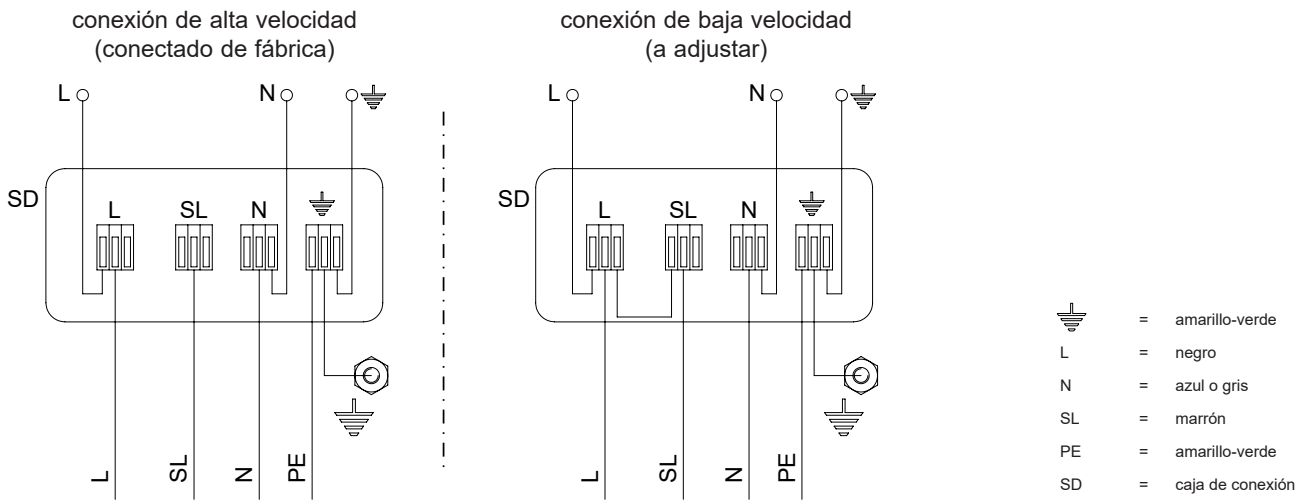 conexión de alta velocidad
(conectado de fábrica)
L N
SD
L SL N
L SL N PE
conexión de baja velocidad
(a adjustar)
L N
SD
L SL N
L SL N PE
= amarillo-verde
L = negro
N = azul o gris
SL = marrón
PE = amarillo-verde
SD = caja de conexión